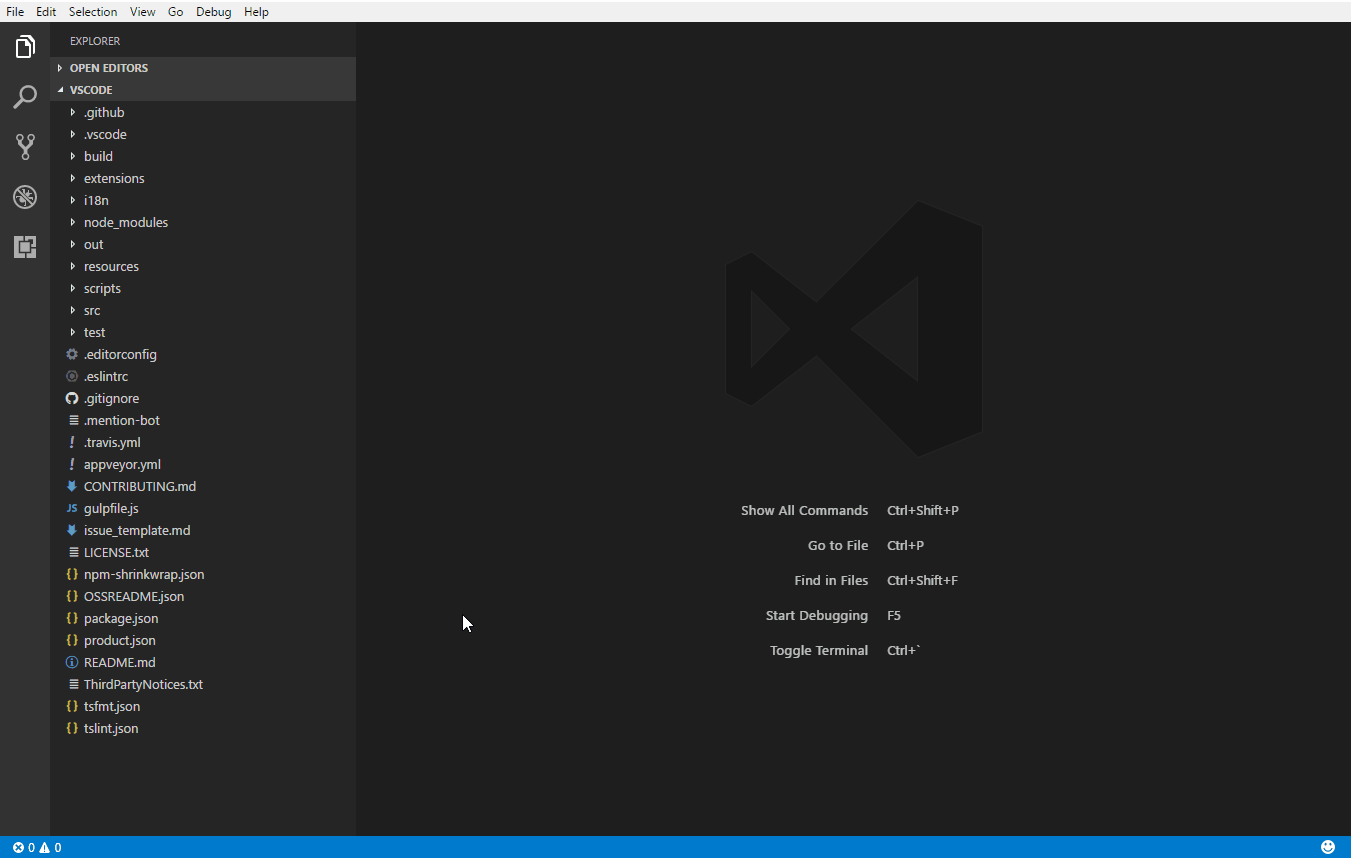 File Edit Selection View Go Debug Help
EXPLORER
OPEN EDITORS
VSCODE
.github
.vscode
build
extensions
i18n
node_modules
out
resources
scripts
src
test
.editorconfig
.eslintrc
.gitignore
.mention-bot
! .travis.yml
! appveyor.yml
CONTRIBUTING.md
JS gulpfile.js
issue_template.md
LICENSE.txt
{ } npm-shrinkwrap.json
{ } OSSREADME.json
{ } package.json
{ } product.json
README.md
ThirdPartyNotices.txt
{ } tsfmt.json
{ } tslint.json
Show All Commands Ctrl+Shift+P
Go to File Ctrl+P
Find in Files Ctrl+Shift+F
Start Debugging F5
Toggle Terminal Ctrl+`
0 0